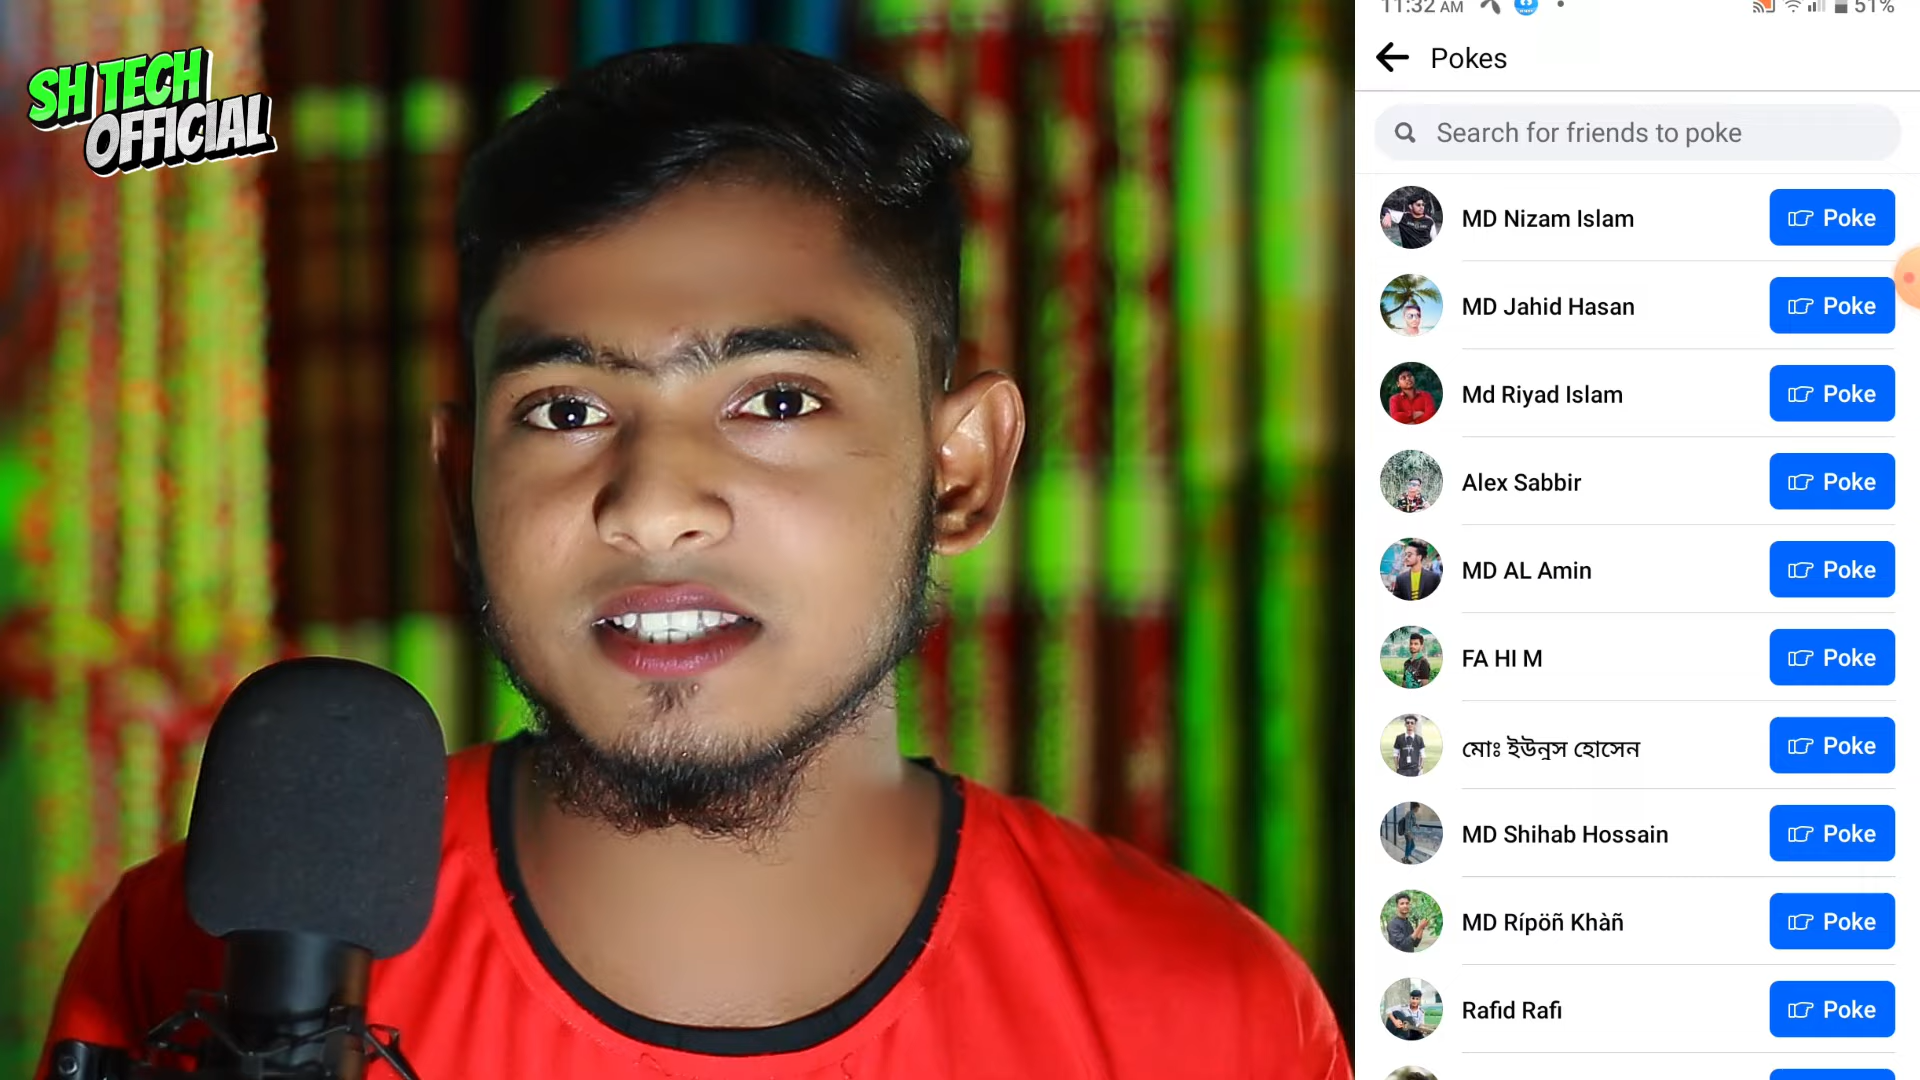 SH TECH
OFFICIAL
11:32 AM
51%
Pokes
Search for friends to poke
MD Nizam Islam
Poke
MD Jahid Hasan
Poke
Md Riyad Islam
Poke
Alex Sabbir
Poke
MD AL Amin
Poke
FA HI M
Poke
মোঃ ইউনুস হোসেন
Poke
MD Shihab Hossain
Poke
MD Rípöñ Khàñ
Poke
Rafid Rafi
Poke